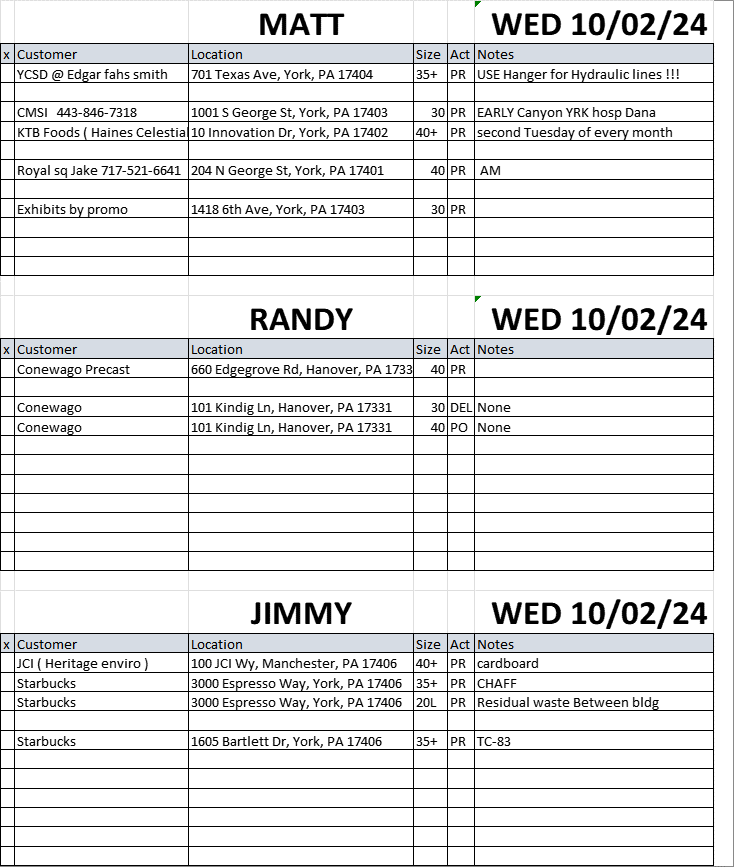 MATT WED 10/02/24
x Customer Location Size Act Notes
YCSD @ Edgar fahs smith 701 Texas Ave, York, PA 17404 35+ PR USE Hanger for Hydraulic lines !!!
CMSI 443-846-7318 1001 S George St, York, PA 17403 30 PR EARLY Canyon YRK hosp Dana
KTB Foods ( Haines Celestial 10 Innovation Dr, York, PA 17402 40+ PR second Tuesday of every month
Royal sq Jake 717-521-6641 204 N George St, York, PA 17401 40 PR AM
Exhibits by promo 1418 6th Ave, York, PA 17403 30 PR
RANDY WED 10/02/24
x Customer Location Size Act Notes
Conewago Precast 660 Edgegrove Rd, Hanover, PA 1733 40 PR
Conewago 101 Kindig Ln, Hanover, PA 17331 30 DEL None
Conewago 101 Kindig Ln, Hanover, PA 17331 40 PO None
JIMMY WED 10/02/24
x Customer Location Size Act Notes
JCI ( Heritage enviro ) 100 JCI Wy, Manchester, PA 17406 40+ PR cardboard
Starbucks 3000 Espresso Way, York, PA 17406 35+ PR CHAFF
Starbucks 3000 Espresso Way, York, PA 17406 20L PR Residual waste Between bldg
Starbucks 1605 Bartlett Dr, York, PA 17406 35+ PR TC-83